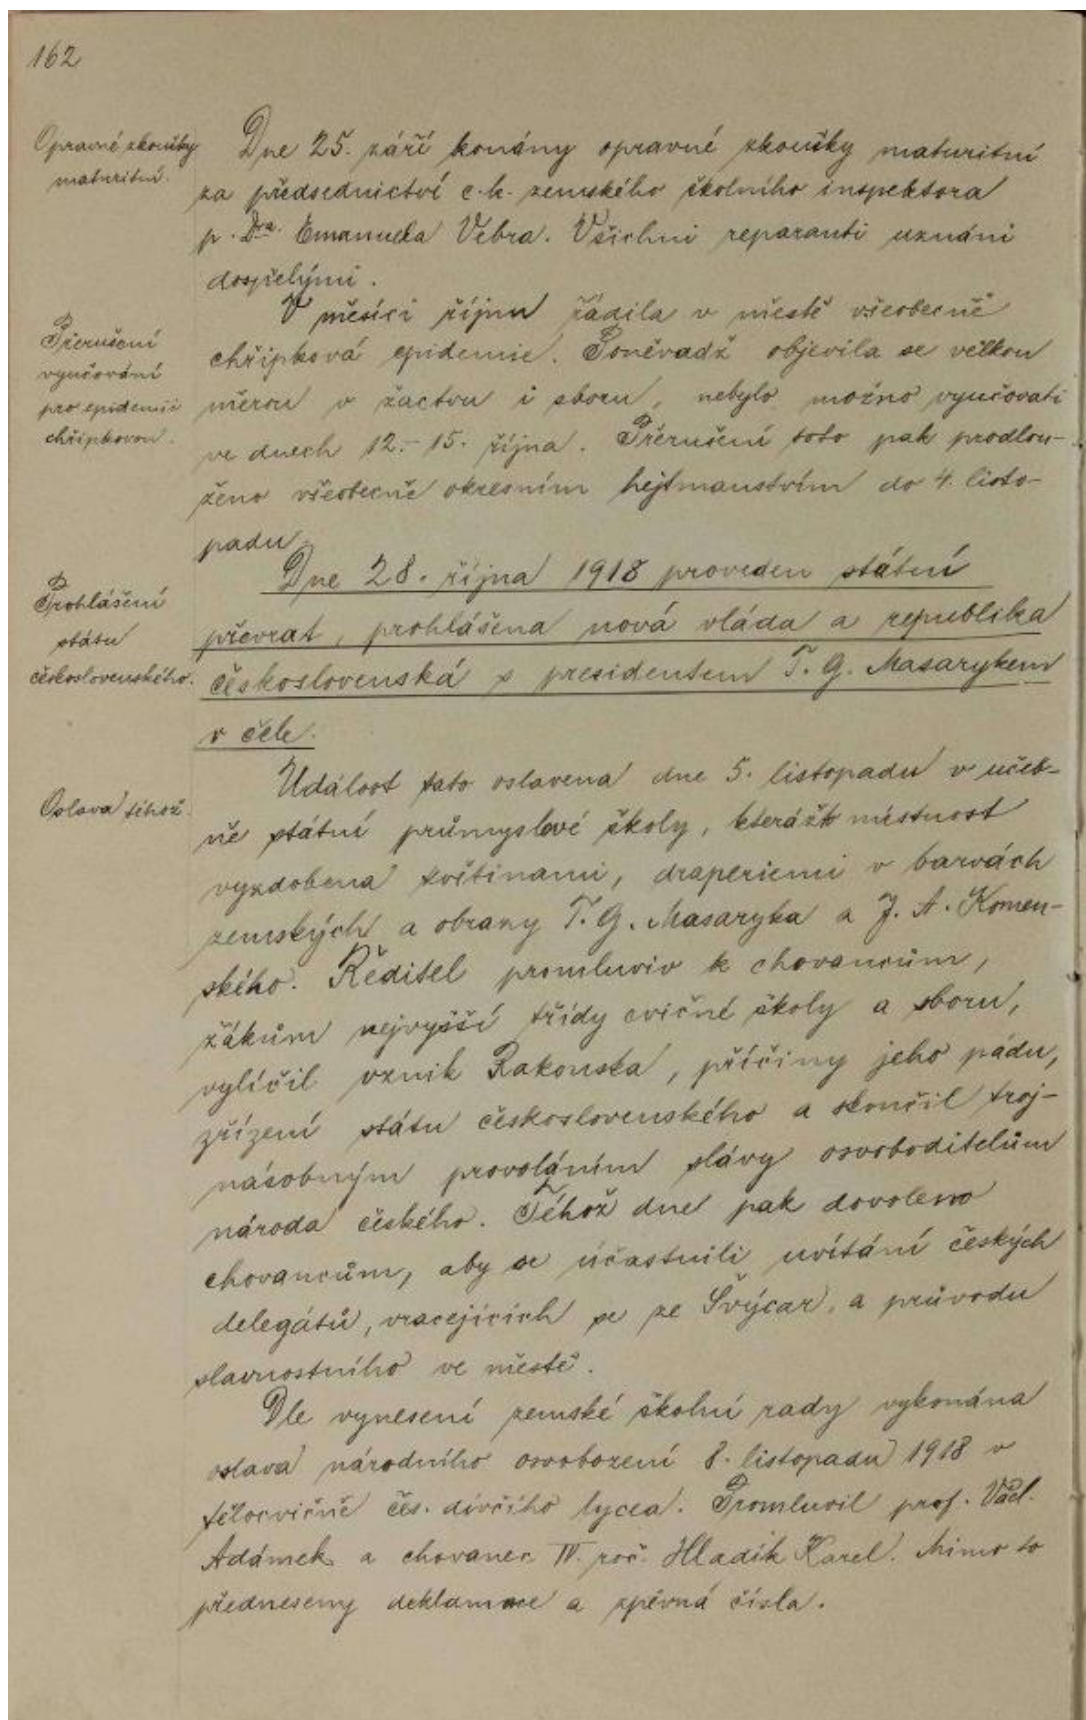 162
Opravné zkoušky
maturitní.
Dne 25. září konány opravné zkoušky maturitní
za předsednictví c. k. zemského školního inspektora
p. Dra. Emanuela Vebra. Všichni reparanti uznáni
dospělými.
Přerušení
vyučování
pro epidemii
chřipkovou.
V měsíci říjnu řádila v městě všeobecně
chřipková epidemie. Poněvadž objevila se velkou
měrou v žactvu i sboru, nebylo možno vyučovati
ve dnech 12.-15. října. Přerušení toto pak prodlou-
ženo všeobecně okresním hejtmanstvím do 4. listo-
padu.
Prohlášení
státu
československého.
Dne 28. října 1918 proveden státní
převrat, prohlášena nová vláda a republika
československá s presidentem T. G. Masarykem
v čele.
Oslava téhož.
Událost tato oslavena dne 5. listopadu v učeb-
ně státní průmyslové školy, kterážto místnost
vyzdobena květinami, draperiemi v barvách
zemských a obrazy T. G. Masaryka a J. A. Komen-
ského. Ředitel promluviv k chovancům,
žákům nejvyšší třídy cvičné školy a sboru,
vylíčil vznik Rakouska, příčiny jeho pádu,
zřízení státu československého a skončil troj-
násobným provoláním slávy osvoboditelům
národa českého. Téhož dne pak dovoleno
chovancům, aby se účastnili uvítání českých
delegátů, vracejících se ze Švýcar, a průvodu
slavnostního ve městě.
Dle vynesení zemské školní rady vykonána
oslava národního osvobození 8. listopadu 1918 v
tělocvičně čes. dívčího lycea. Promluvil prof. Václ.
Adámek a chovanec IV. roč. Hladík Karel. Mimo to
předneseny deklamace a zpěvná čísla.